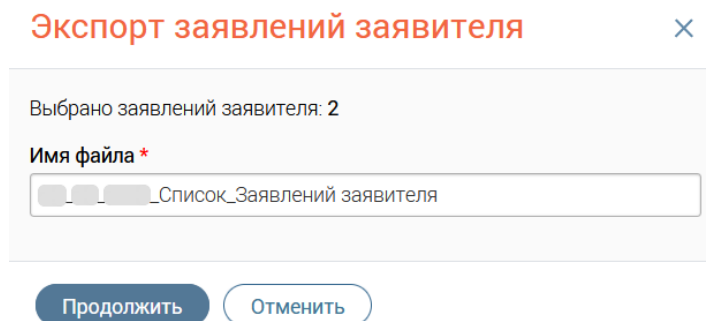 Экспорт заявлений заявителя
Выбрано заявлений заявителя: 2
Имя файла *
_ _ _Список_Заявлений заявителя
Продолжить
Отменить